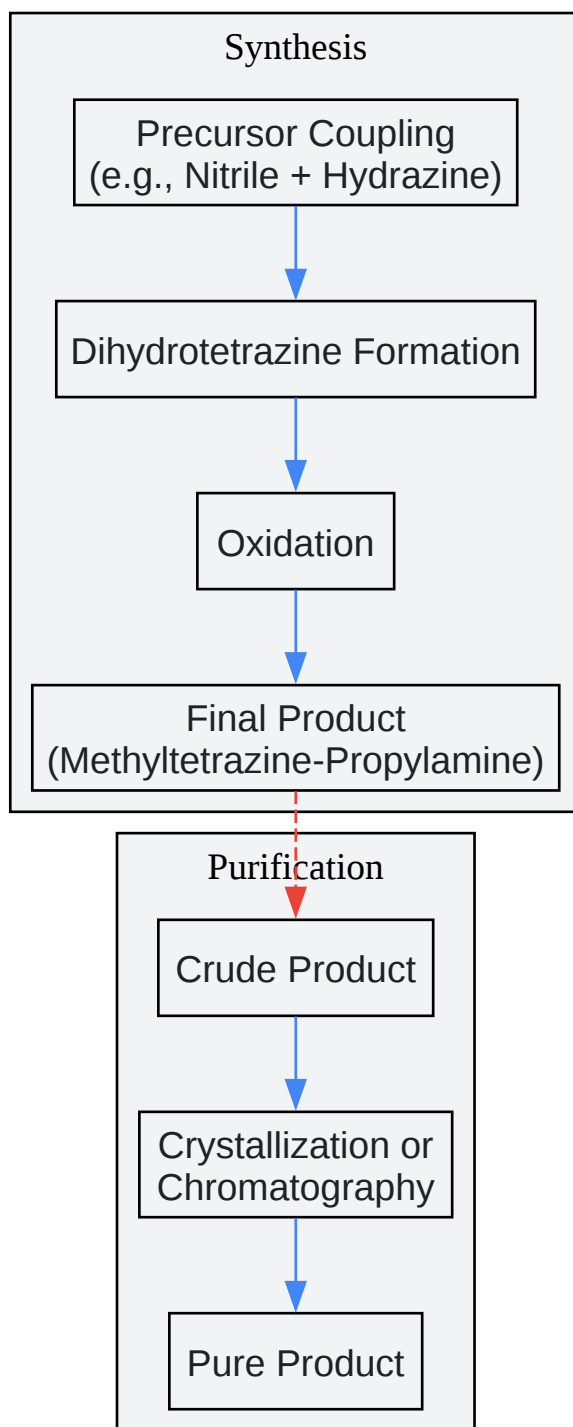 Synthesis
Precursor Coupling
(e.g., Nitrile + Hydrazine)
Dihydrotetrazine Formation
Oxidation
Final Product
(Methyltetrazine-Propylamine)
Purification
Crude Product
Crystallization or
Chromatography
Pure Product